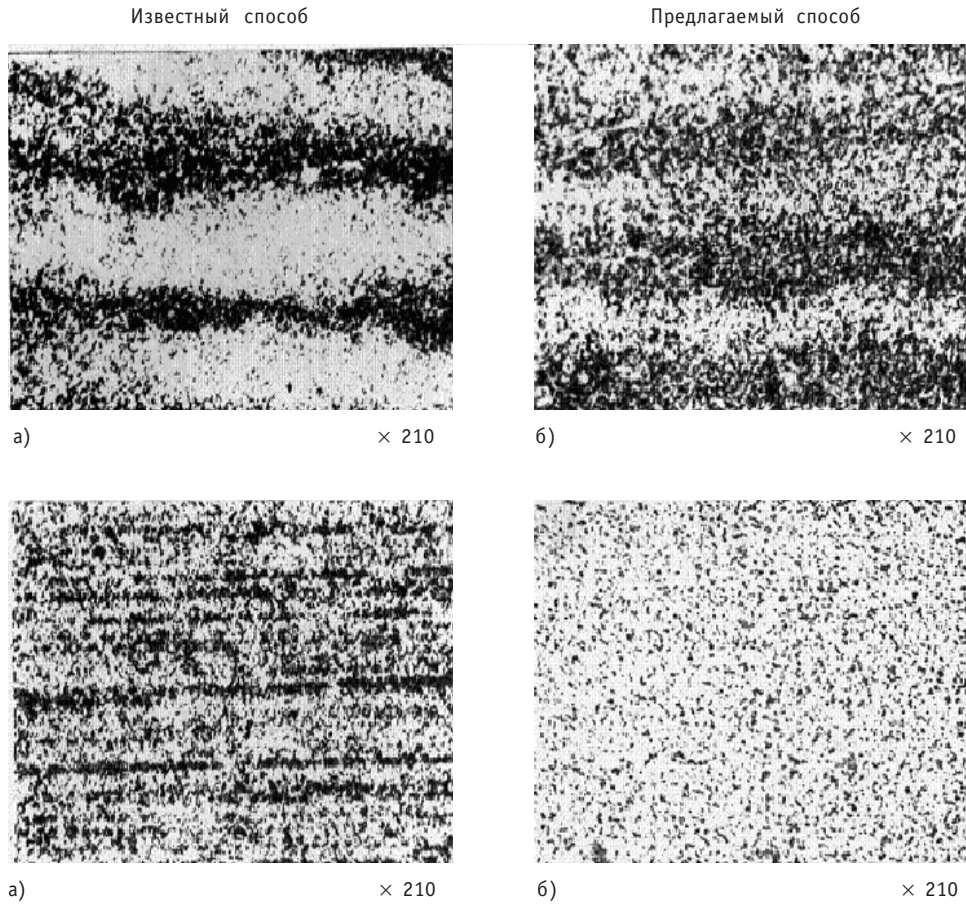 Известный способ Предлагаемый способ
а) × 210 б) × 210
а) × 210 б) × 210